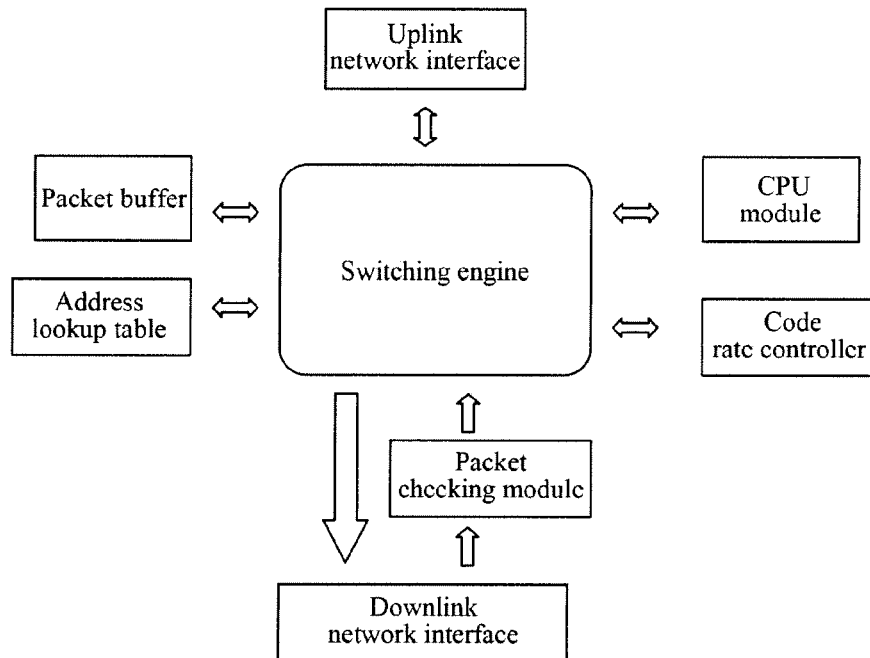 Uplink
network interface
Packet buffer
CPU
module
Switching engine
Address
lookup table
Code
rate controller
Packet
checking module
Downlink
network interface